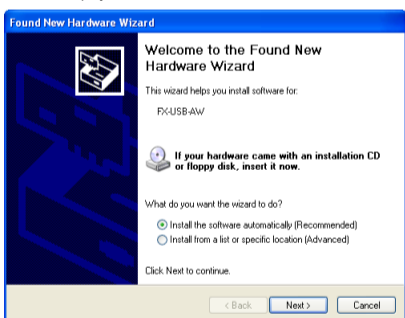 Found New Hardware Wizard
Welcome to the Found New
Hardware Wizard
This wizard helps you install software for:
FX-USB-AW
If your hardware came with an installation CD
or floppy disk, insert it now.
What do you want the wizard to do?
Install the software automatically (Recommended)
Install from a list or specific location (Advanced)
Click Next to continue.
< Back Next > Cancel